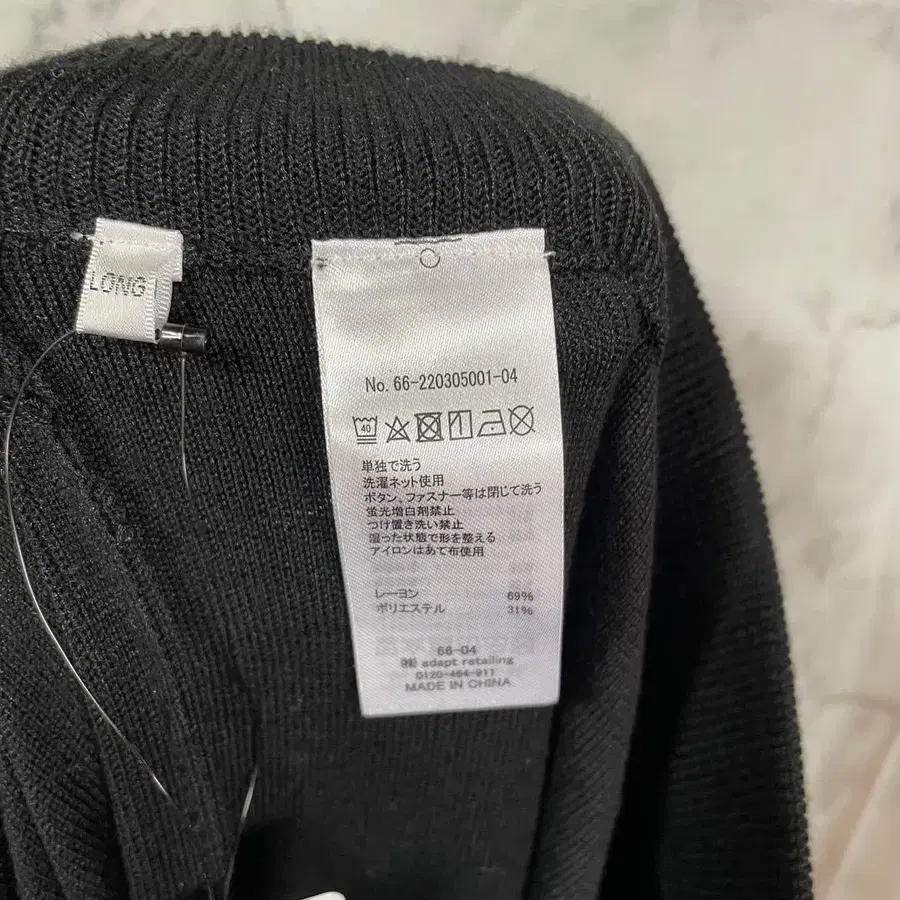 LONG
No. 66-220305001-04
40
単独で洗う
洗濯ネット使用
ボタン、ファスナー等は閉じて洗う
蛍光増白剤禁止
つけ置き洗い禁止
湿った状態で形を整える
アイロンはあて布使用
レーヨン 69%
ポリエステル 31%
66-04
㈱ adapt retailing
0120-464-911
MADE IN CHINA